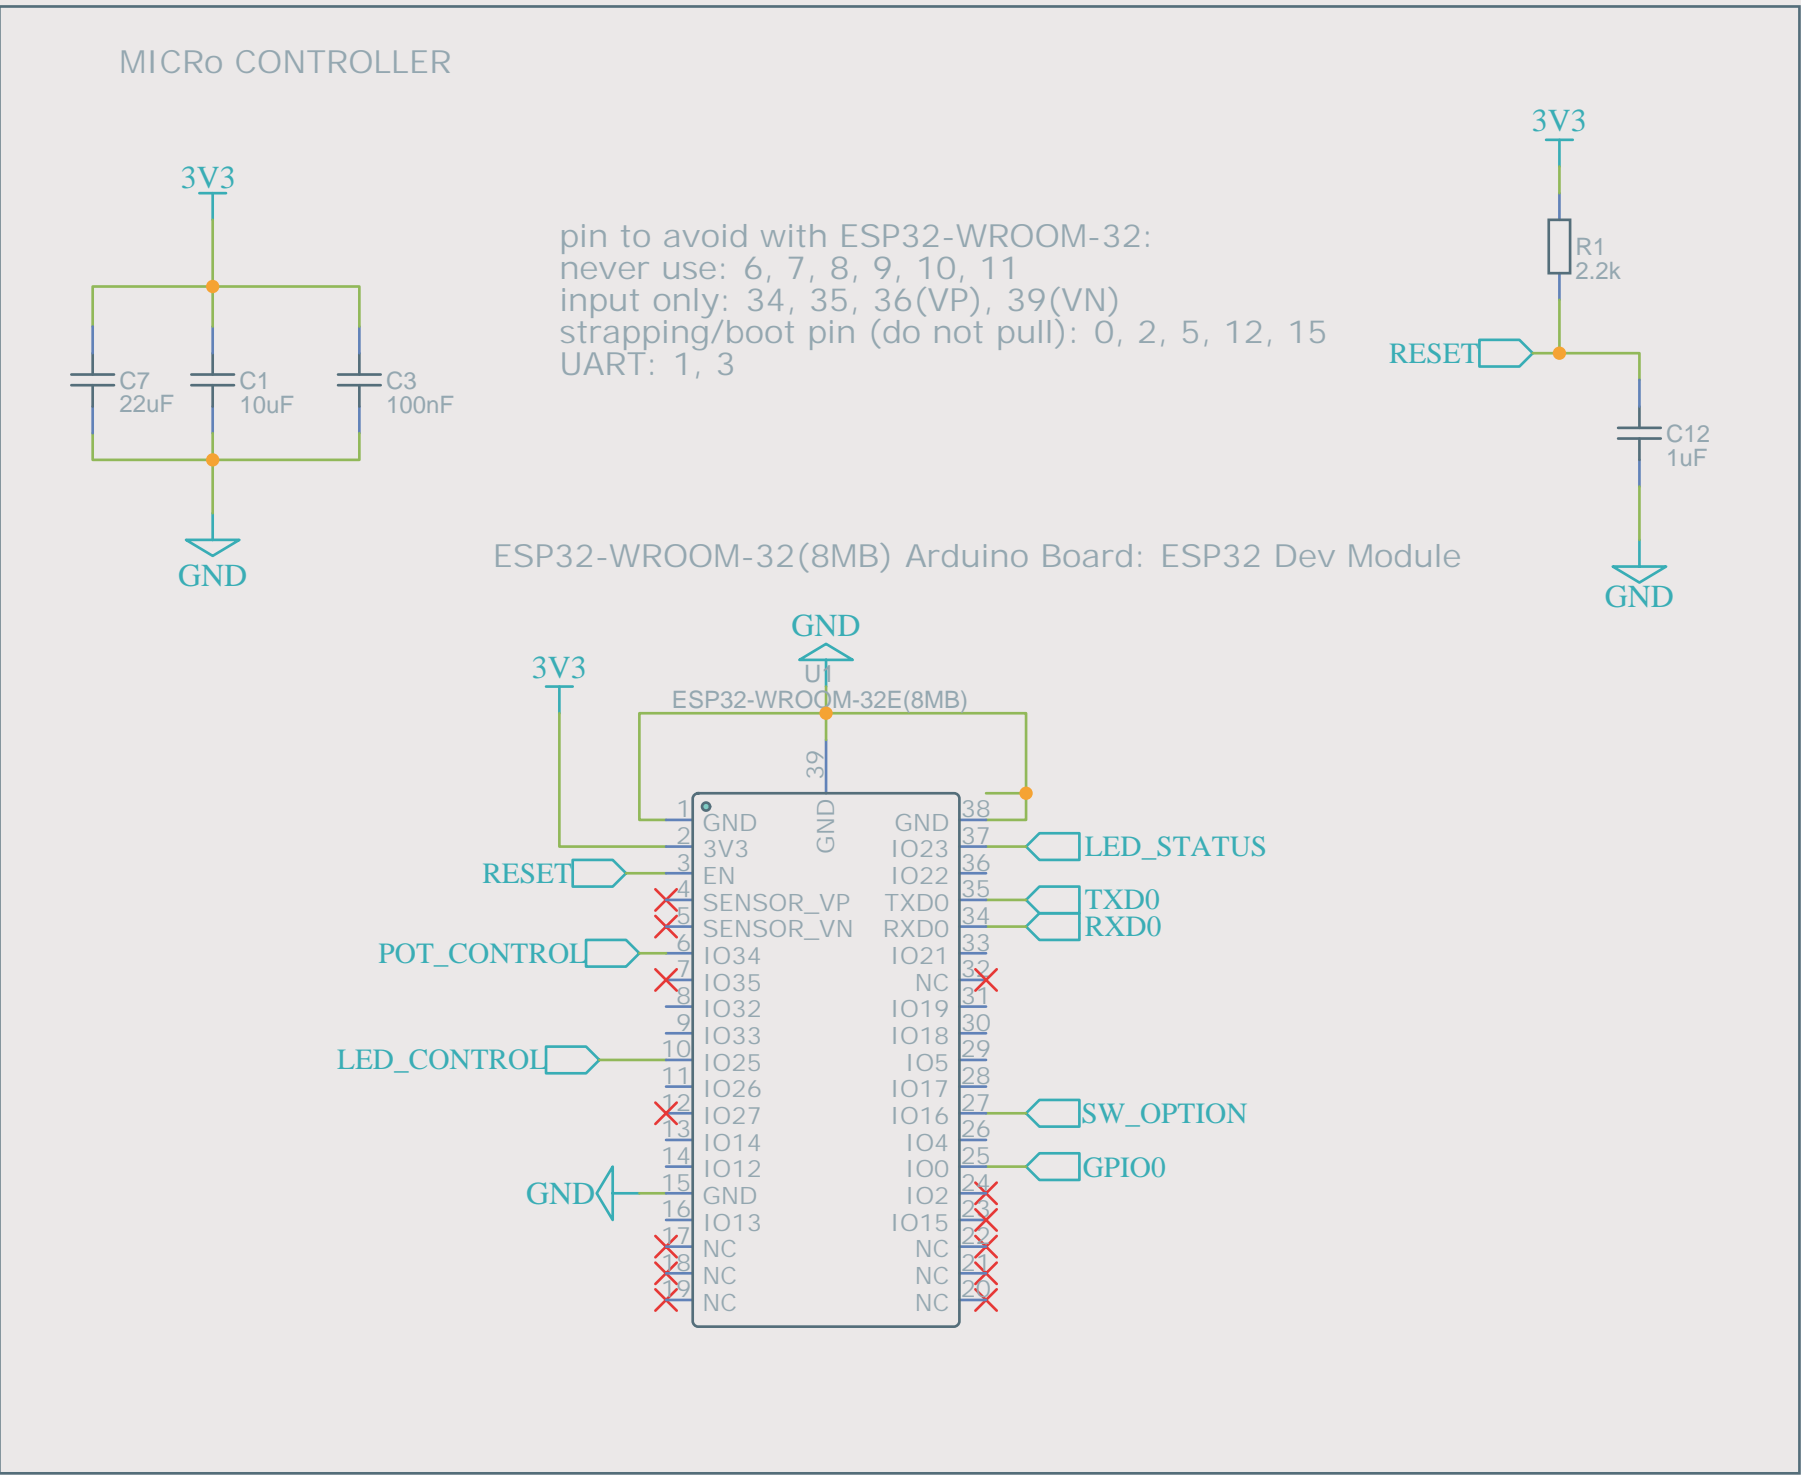 MICRo CONTROLLER
3V3
C7
22uF
C1
10uF
C3
100nF
GND
pin to avoid with ESP32-WROOM-32:
never use: 6, 7, 8, 9, 10, 11
input only: 34, 35, 36(VP), 39(VN)
strapping/boot pin (do not pull): 0, 2, 5, 12, 15
UART: 1, 3
3V3
R1
2.2k
RESET
C12
1uF
GND
ESP32-WROOM-32(8MB) Arduino Board: ESP32 Dev Module
GND
3V3
U1
ESP32-WROOM-32E(8MB)
39
GND
1 GND
2 3V3
RESET 3 EN
4 SENSOR_VP
5 SENSOR_VN
POT_CONTROL 6 IO34
7 IO35
8 IO32
9 IO33
LED_CONTROL 10 IO25
11 IO26
12 IO27
13 IO14
14 IO12
GND 15 GND
16 IO13
17 NC
18 NC
19 NC
GND 38
IO23 37 LED_STATUS
IO22 36
TXD0 35 TXD0
RXD0 34 RXD0
IO21 33
NC 32
IO19 31
IO18 30
IO5 29
IO17 28
IO16 27 SW_OPTION
IO4 26
IO0 25 GPIO0
IO2 24
IO15 23
NC 22
NC 21
NC 20